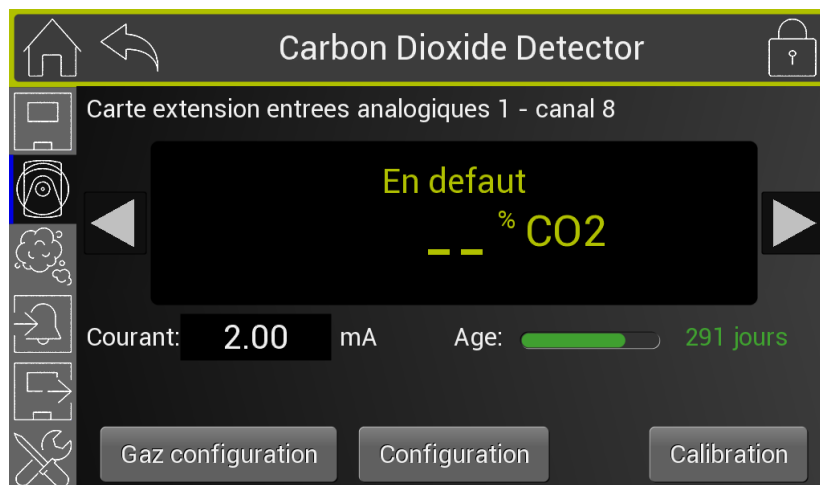 Carbon Dioxide Detector
Carte extension entrees analogiques 1 - canal 8
En defaut
_ _ % CO2
Courant: 2.00 mA Age: 291 jours
Gaz configuration Configuration Calibration